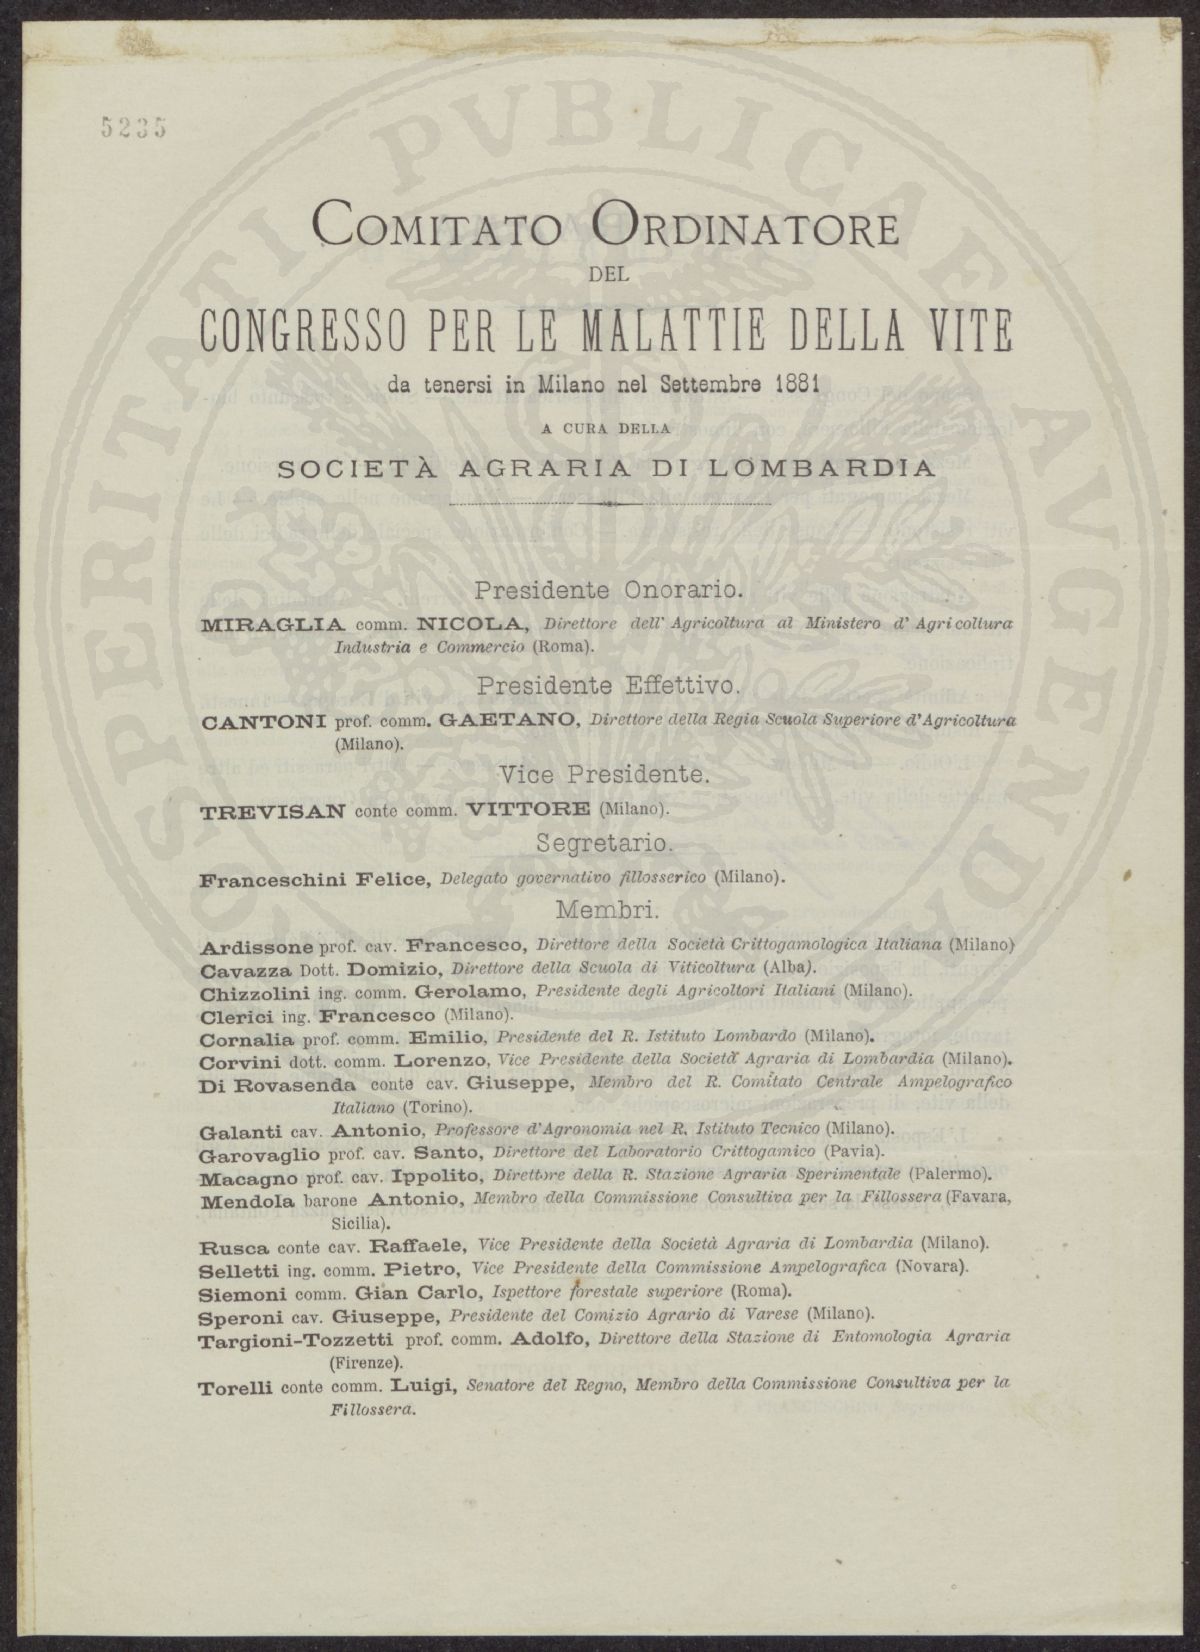 5235
COMITATO ORDINATORE
DEL
CONGRESSO PER LE MALATTIE DELLA VITE
da tenersi in Milano nel Settembre 1881
A CURA DELLA
SOCIETÀ AGRARIA DI LOMBARDIA
Presidente Onorario.
MIRAGLIA comm. NICOLA, Direttore dell' Agricoltura al Ministero d' Agricoltura
Industria e Commercio (Roma).
Presidente Effettivo.
CANTONI prof. comm. GAETANO, Direttore della Regia Scuola Superiore d'Agricoltura
(Milano).
Vice Presidente.
TREVISAN conte comm. VITTORE (Milano).
Segretario.
Franceschini Felice, Delegato governativo fillosserico (Milano).
Membri.
Ardissone prof. cav. Francesco, Direttore della Società Crittogamologica Italiana (Milano)
Cavazza Dott. Domizio, Direttore della Scuola di Viticoltura (Alba).
Chizzolini ing. comm. Gerolamo, Presidente degli Agricoltori Italiani (Milano).
Clerici ing. Francesco (Milano).
Cornalia prof. comm. Emilio, Presidente del R. Istituto Lombardo (Milano).
Corvini dott. comm. Lorenzo, Vice Presidente della Società Agraria di Lombardia (Milano).
Di Rovasenda conte cav. Giuseppe, Membro del R. Comitato Centrale Ampelografico
Italiano (Torino).
Galanti cav. Antonio, Professore d'Agronomia nel R. Istituto Tecnico (Milano).
Garovaglio prof. cav. Santo, Direttore del Laboratorio Crittogamico (Pavia).
Macagno prof. cav. Ippolito, Direttore della R. Stazione Agraria Sperimentale (Palermo).
Mendola barone Antonio, Membro della Commissione Consultiva per la Fillossera (Favara,
Sicilia).
Rusca conte cav. Raffaele, Vice Presidente della Società Agraria di Lombardia (Milano).
Selletti ing. comm. Pietro, Vice Presidente della Commissione Ampelografica (Novara).
Siemoni comm. Gian Carlo, Ispettore forestale superiore (Roma).
Speroni cav. Giuseppe, Presidente del Comizio Agrario di Varese (Milano).
Targioni-Tozzetti prof. comm. Adolfo, Direttore della Stazione di Entomologia Agraria
(Firenze).
Torelli conte comm. Luigi, Senatore del Regno, Membro della Commissione Consultiva per la
Fillossera.
PROSPERITATI PVBLICAE AVGENDAE